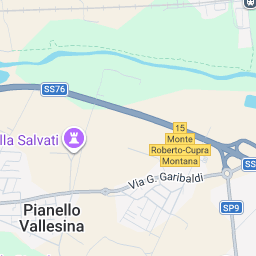 SS76
15
Monte
Roberto-Cupra
Montana
lla Salvati
SS
Via G. Garibaldi
Pianello
Vallesina
SP9